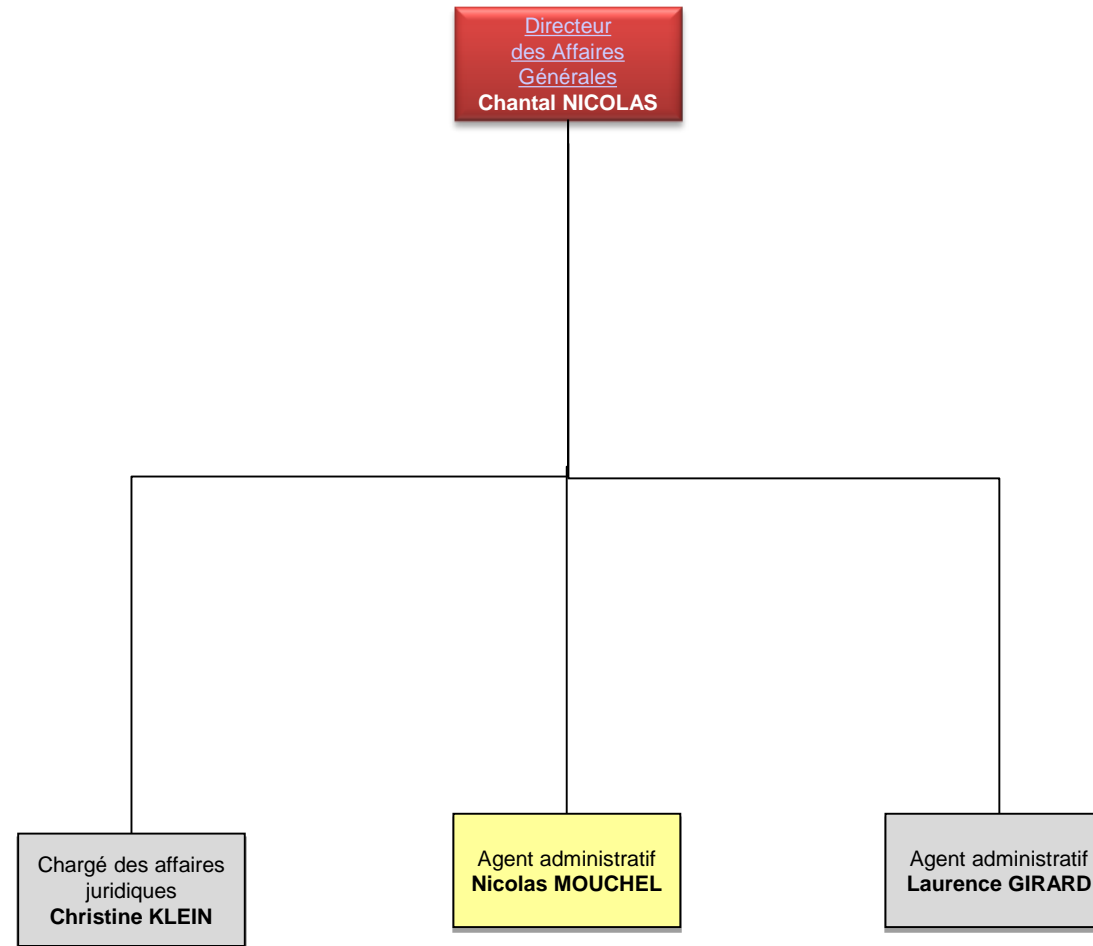 Directeur
des Affaires
Générales
Chantal NICOLAS
Chargé des affaires
juridiques
Christine KLEIN
Agent administratif
Nicolas MOUCHEL
Agent administratif
Laurence GIRARD